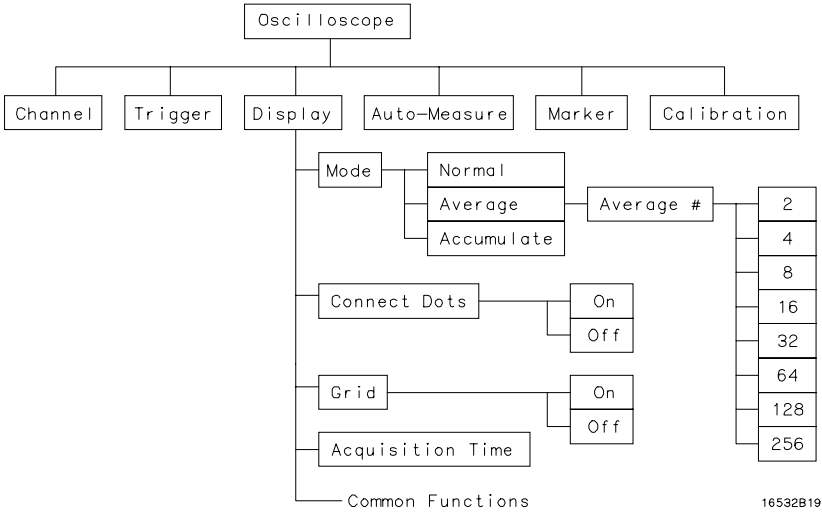 Oscilloscope
Channel
Trigger
Display
Auto-Measure
Marker
Calibration
Mode
Normal
Average
Accumulate
Average #
2
4
8
16
32
64
128
256
Connect Dots
On
Off
Grid
On
Off
Acquisition Time
Common Functions
16532B19